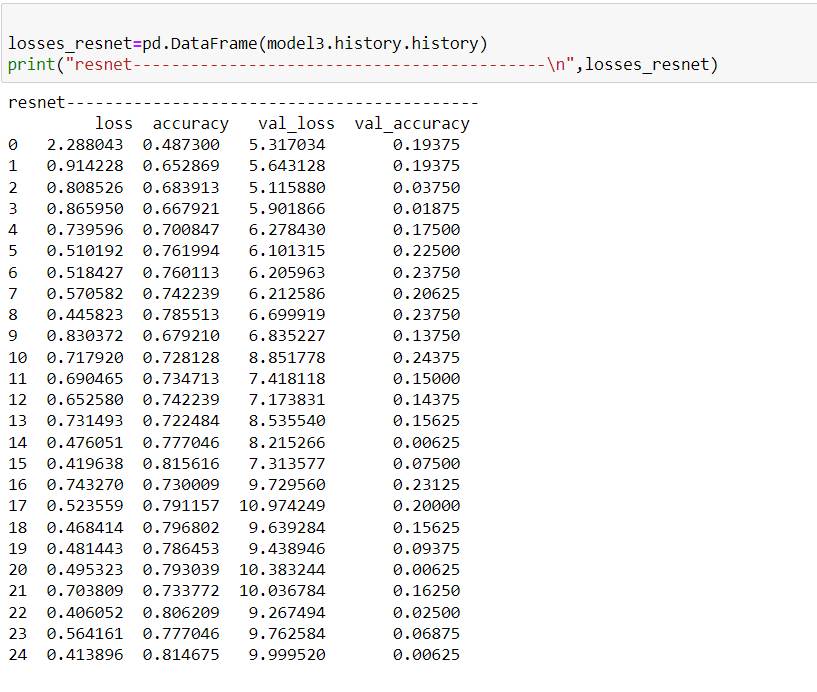 losses_resnet=pd.DataFrame(model3.history.history)
print("resnet-------------------------------------------\n",losses_resnet)
resnet-------------------------------------------
loss accuracy val_loss val_accuracy
0 2.288043 0.487300 5.317034 0.19375
1 0.914228 0.652869 5.643128 0.19375
2 0.808526 0.683913 5.115880 0.03750
3 0.865950 0.667921 5.901866 0.01875
4 0.739596 0.700847 6.278430 0.17500
5 0.510192 0.761994 6.101315 0.22500
6 0.518427 0.760113 6.205963 0.23750
7 0.570582 0.742239 6.212586 0.20625
8 0.445823 0.785513 6.699919 0.23750
9 0.830372 0.679210 6.835227 0.13750
10 0.717920 0.728128 8.851778 0.24375
11 0.690465 0.734713 7.418118 0.15000
12 0.652580 0.742239 7.173831 0.14375
13 0.731493 0.722484 8.535540 0.15625
14 0.476051 0.777046 8.215266 0.00625
15 0.419638 0.815616 7.313577 0.07500
16 0.743270 0.730009 9.729560 0.23125
17 0.523559 0.791157 10.974249 0.20000
18 0.468414 0.796802 9.639284 0.15625
19 0.481443 0.786453 9.438946 0.09375
20 0.495323 0.793039 10.383244 0.00625
21 0.703809 0.733772 10.036784 0.16250
22 0.406052 0.806209 9.267494 0.02500
23 0.564161 0.777046 9.762584 0.06875
24 0.413896 0.814675 9.999520 0.00625